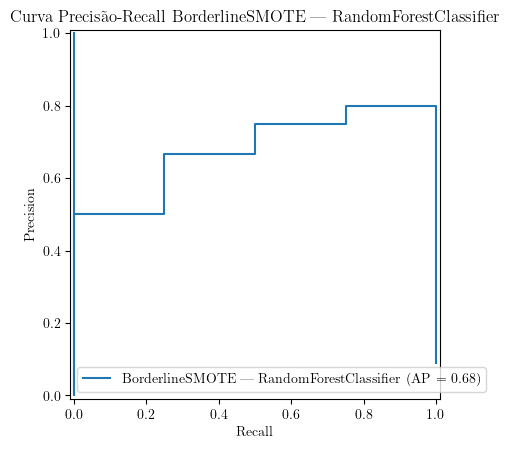 Curva Precisão-Recall BorderlineSMOTE — RandomForestClassifier
1.0
0.8
0.6
0.4
0.2
0.0
Precision
BorderlineSMOTE — RandomForestClassifier (AP = 0.68)
0.0 0.2 0.4 0.6 0.8 1.0
Recall